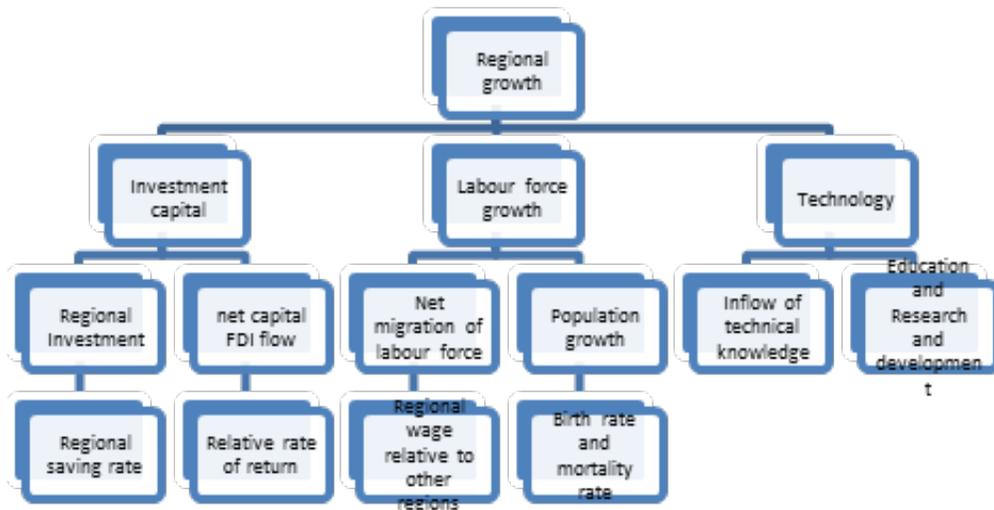 Regional
growth
Investment
capital
Labour force
growth
Technology
Regional
Investment
net capital
FDI flow
Net
migration of
labour force
Population
growth
Inflow of
technical
knowledge
Education
and
Research
and
developmen
t
Regional
saving rate
Relative rate
of return
Regional
wage
relative to
other
regions
Birth rate
and
mortality
rate